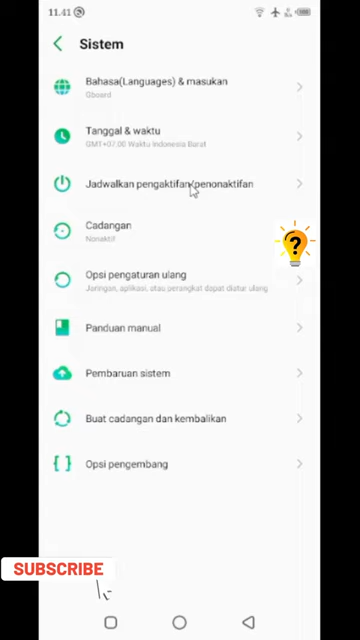 11.41
Sistem
Bahasa(Languages) & masukan
Gboard
Tanggal & waktu
GMT+07.00 Waktu Indonesia Barat
Jadwalkan pengaktifan/penonaktifan
Cadangan
Nonaktif
?
Opsi pengaturan ulang
Jaringan, aplikasi, atau perangkat dapat diatur ulang
Panduan manual
Pembaruan sistem
Buat cadangan dan kembalikan
{ } Opsi pengembang
SUBSCRIBE